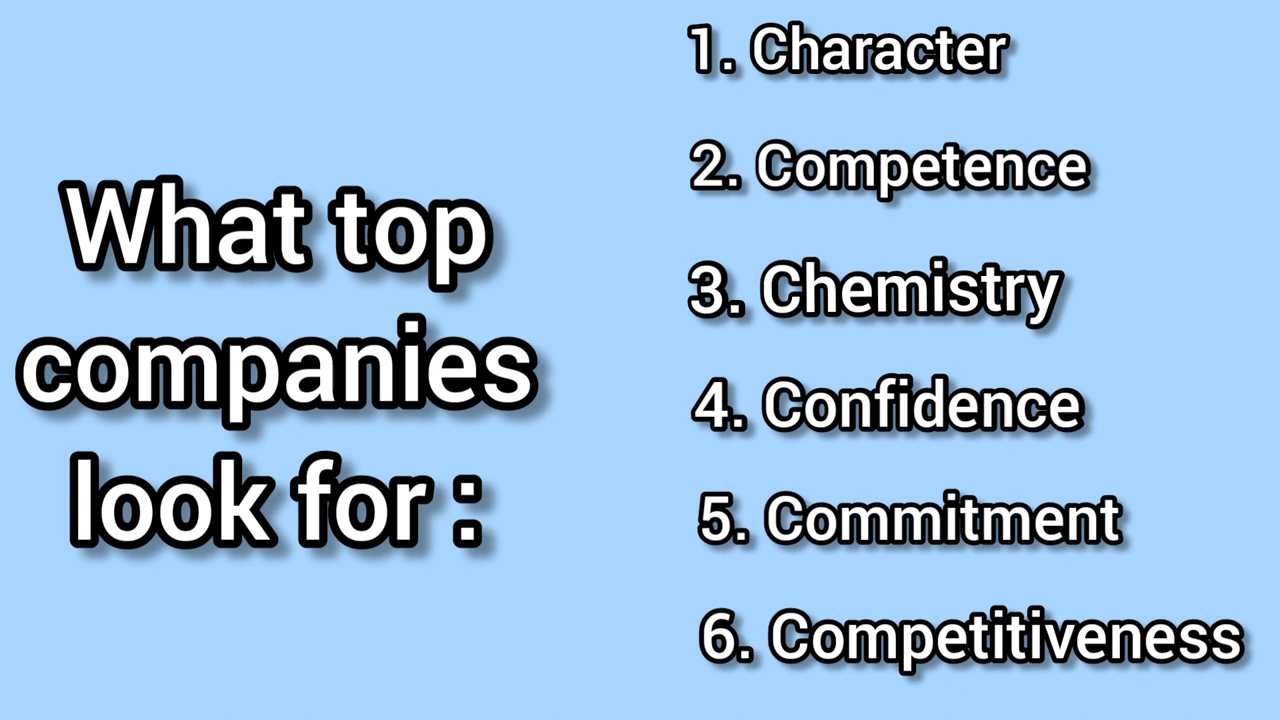 What top
companies
look for :
1. Character
2. Competence
3. Chemistry
4. Confidence
5. Commitment
6. Competitiveness